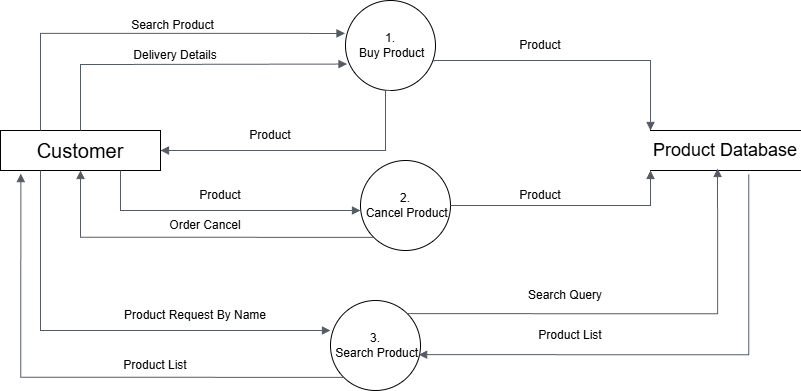 Search Product
1.
Buy Product
Product
Delivery Details
Product
Customer
Product Database
Product
2.
Cancel Product
Product
Order Cancel
Search Query
Product Request By Name
3.
Search Product
Product List
Product List